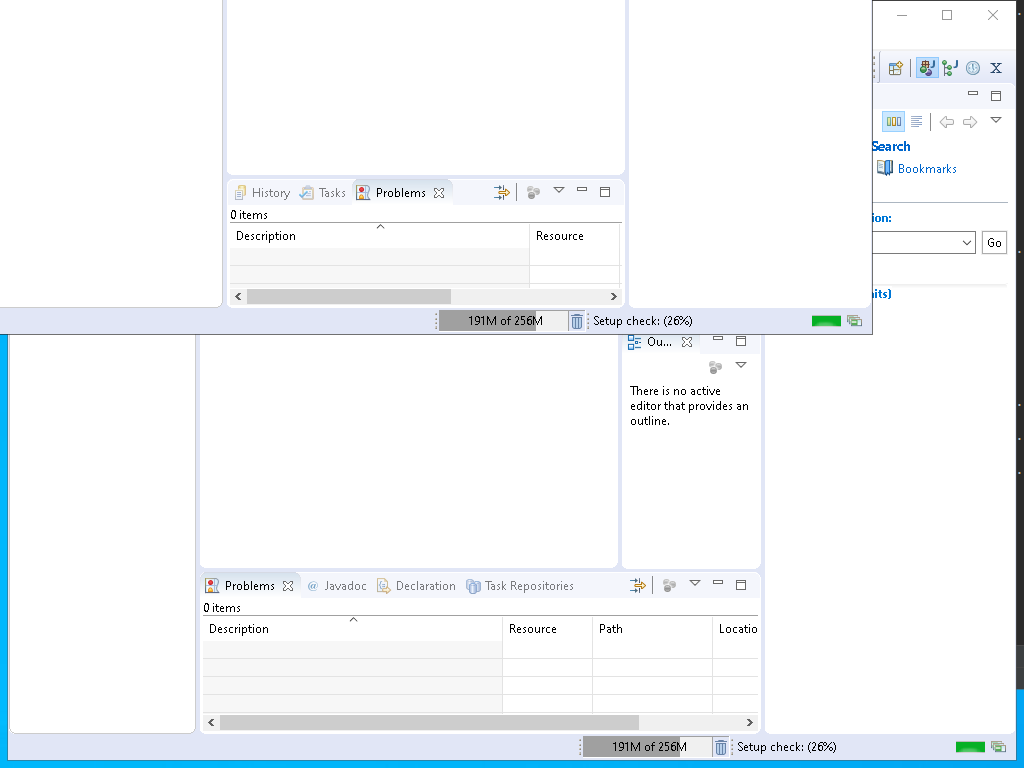 Search
Bookmarks
History Tasks Problems
0 items
Description Resource
ion:
Go
its)
191M of 256M Setup check: (26%)
Ou...
There is no active
editor that provides an
outline.
Problems @ Javadoc Declaration Task Repositories
0 items
Description Resource Path Locatio
191M of 256M Setup check: (26%)